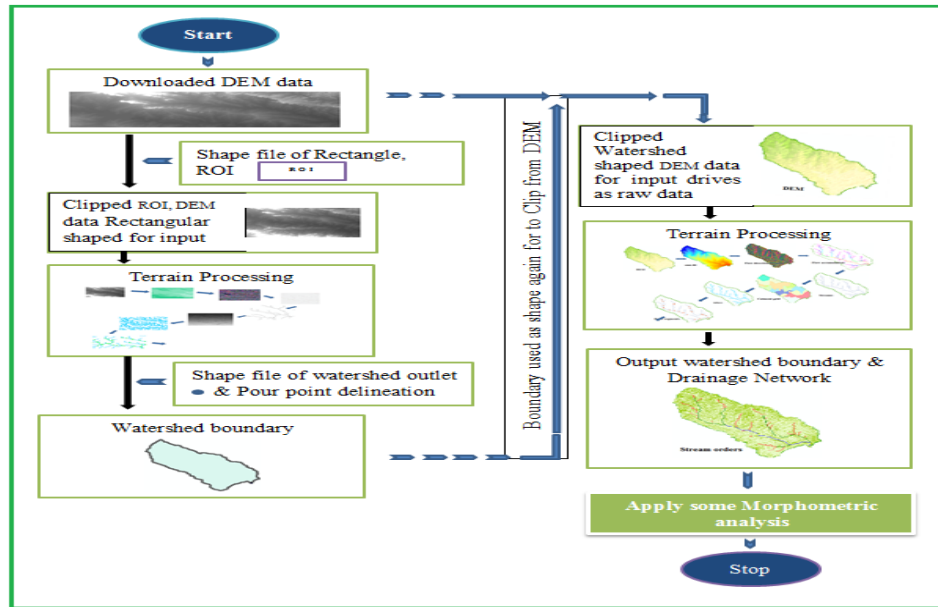 Start
Downloaded DEM data
Shape file of Rectangle,
ROI
R O I
Clipped ROI, DEM
data Rectangular
shaped for input
Terrain Processing
Shape file of watershed outlet
& Pour point delineation
Watershed boundary
Boundary used as shape again for to Clip from DEM
Clipped
Watershed
shaped DEM data
for input drives
as raw data
DEM
Terrain Processing
Output watershed boundary &
Drainage Network
Stream orders
Apply some Morphometric
analysis
Stop